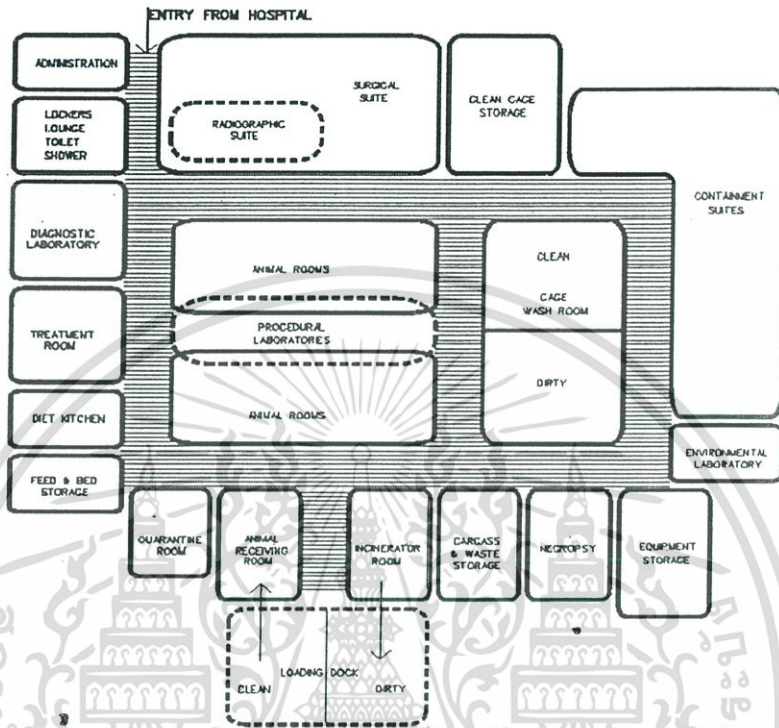 ENTRY FROM HOSPITAL
ADMINISTRATION
LOCKERS
LOUNGE
TOILET
SHOWER
SURGICAL
SUITE
RADIOGRAPHIC
SUITE
CLEAN CAGE
STORAGE
CONTAINMENT
SUITES
DIAGNOSTIC
LABORATORY
ANIMAL ROOMS
CLEAN
CAGE
WASH ROOM
TREATMENT
ROOM
PROCEDURAL
LABORATORIES
DIRTY
ANIMAL ROOMS
DIET KITCHEN
ENVIRONMENTAL
LABORATORY
FEED & BED
STORAGE
QUARANTINE
ROOM
ANIMAL
RECEIVING
ROOM
INCINERATOR
ROOM
CARGASS
& WASTE
STORAGE
NECROPSY
EQUIPMENT
STORAGE
LOADING DOCK
CLEAN
DIRTY